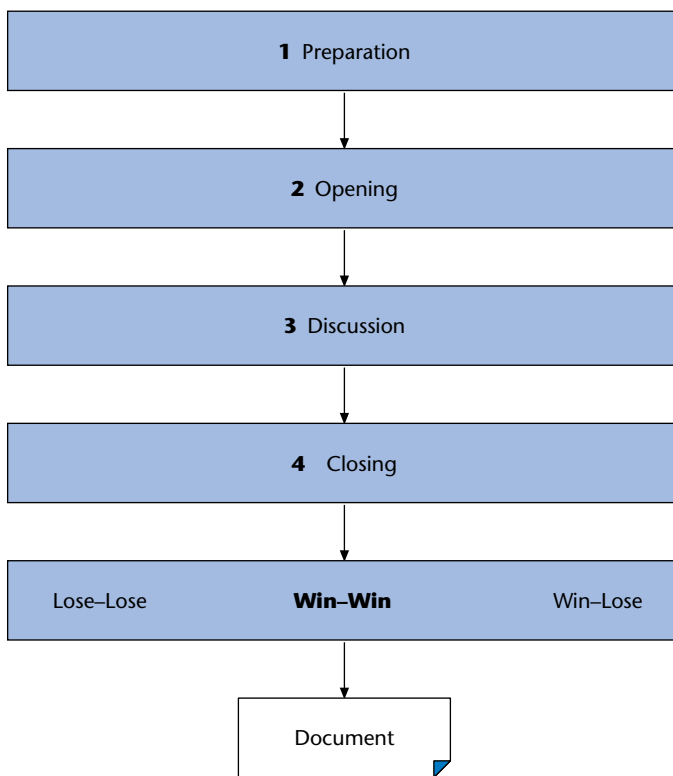 1 Preparation
2 Opening
3 Discussion
4 Closing
Lose–Lose Win–Win Win–Lose
Document